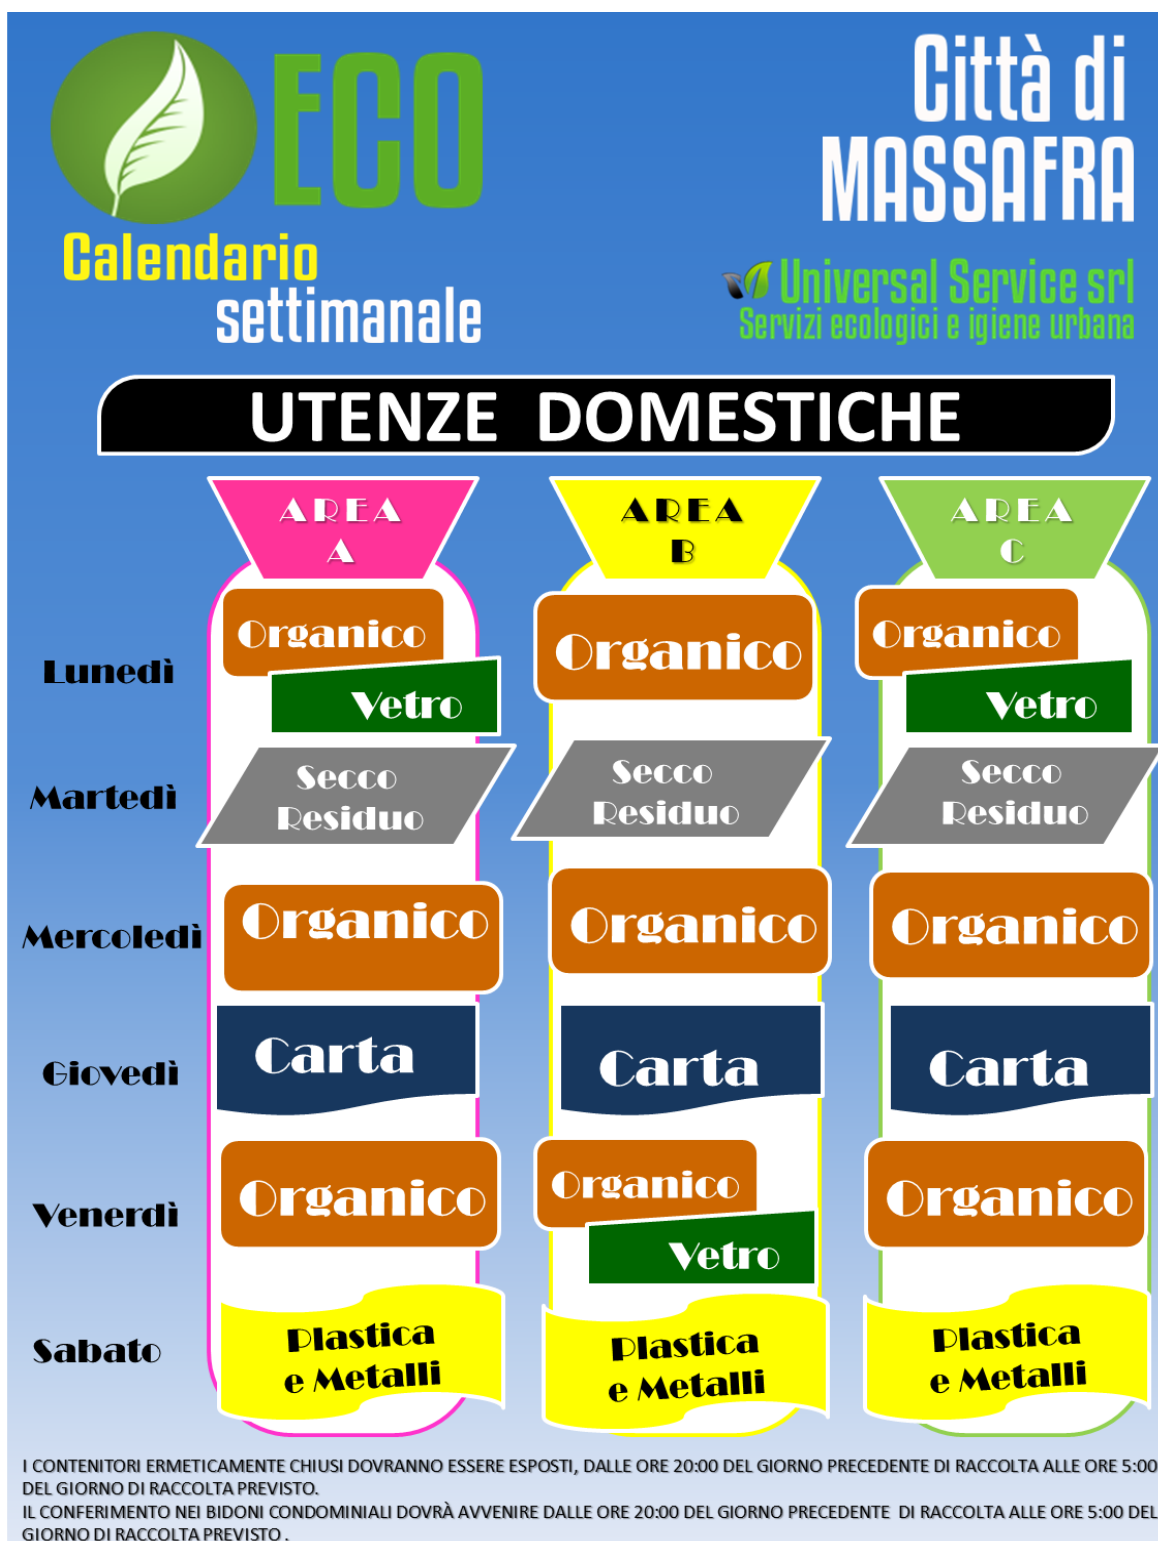 ECO
Calendario
settimanale
Città di
MASSAFRA
Universal Service srl
Servizi ecologici e igiene urbana
UTENZE DOMESTICHE
AREA
A
AREA
B
AREA
C
Lunedì
Organico
Vetro
Organico
Organico
Vetro
Martedì
Secco
Residuo
Secco
Residuo
Secco
Residuo
Mercoledì
Organico
Organico
Organico
Giovedì
Carta
Carta
Carta
Venerdì
Organico
Organico
Vetro
Organico
Sabato
Plastica
e Metalli
Plastica
e Metalli
Plastica
e Metalli
I CONTENITORI ERMETICAMENTE CHIUSI DOVRANNO ESSERE ESPOSTI, DALLE ORE 20:00 DEL GIORNO PRECEDENTE DI RACCOLTA ALLE ORE 5:00
DEL GIORNO DI RACCOLTA PREVISTO.
IL CONFERIMENTO NEI BIDONI CONDOMINIALI DOVRÀ AVVENIRE DALLE ORE 20:00 DEL GIORNO PRECEDENTE DI RACCOLTA ALLE ORE 5:00 DEL
GIORNO DI RACCOLTA PREVISTO .